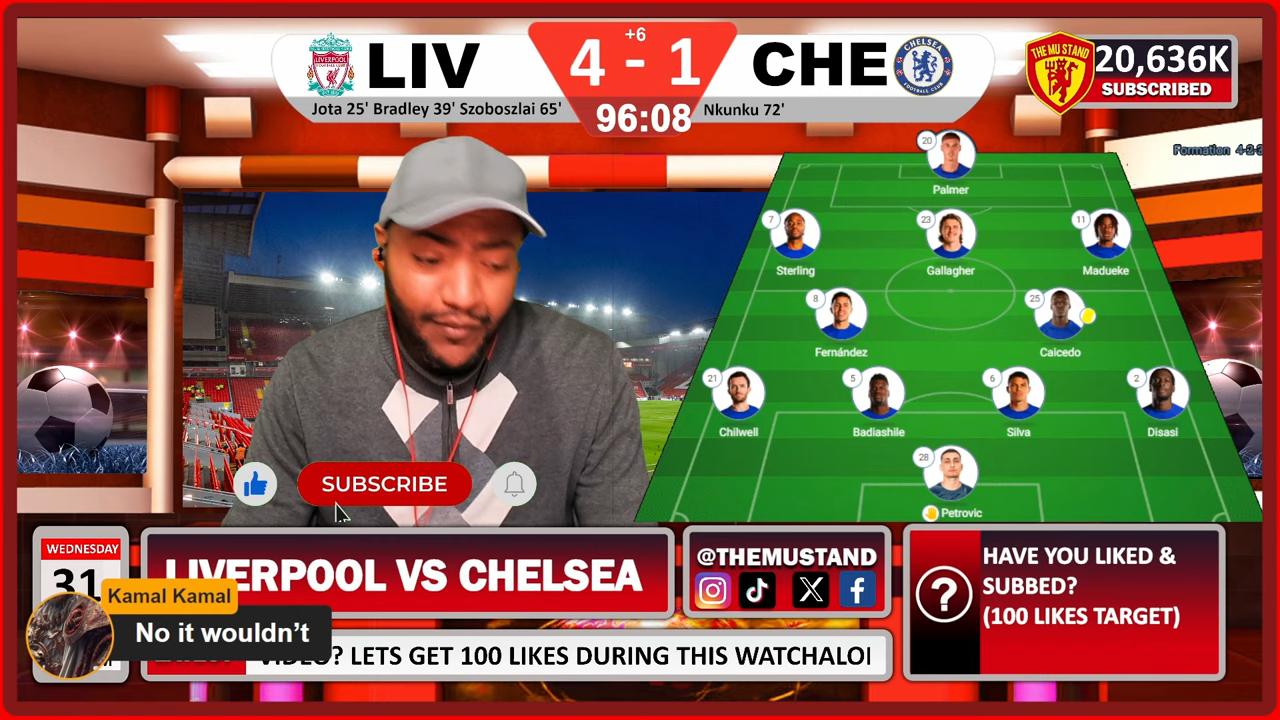 LIV
+6
4 - 1
CHE
Jota 25' Bradley 39' Szoboszlai 65'
96:08
Nkunku 72'
THE MU STAND
20,636K
SUBSCRIBED
Formation 4-2-3
20
Palmer
7
23
11
Sterling
Gallagher
Madueke
8
25
Fernández
Caicedo
21
5
6
2
Chilwell
Badiashile
Silva
Disasi
28
Petrovic
SUBSCRIBE
WEDNESDAY
31
LIVERPOOL VS CHELSEA
@THEMUSTAND
HAVE YOU LIKED &
SUBBED?
(100 LIKES TARGET)
?
Kamal Kamal
No it wouldn't
VIDEO? LETS GET 100 LIKES DURING THIS WATCHALO